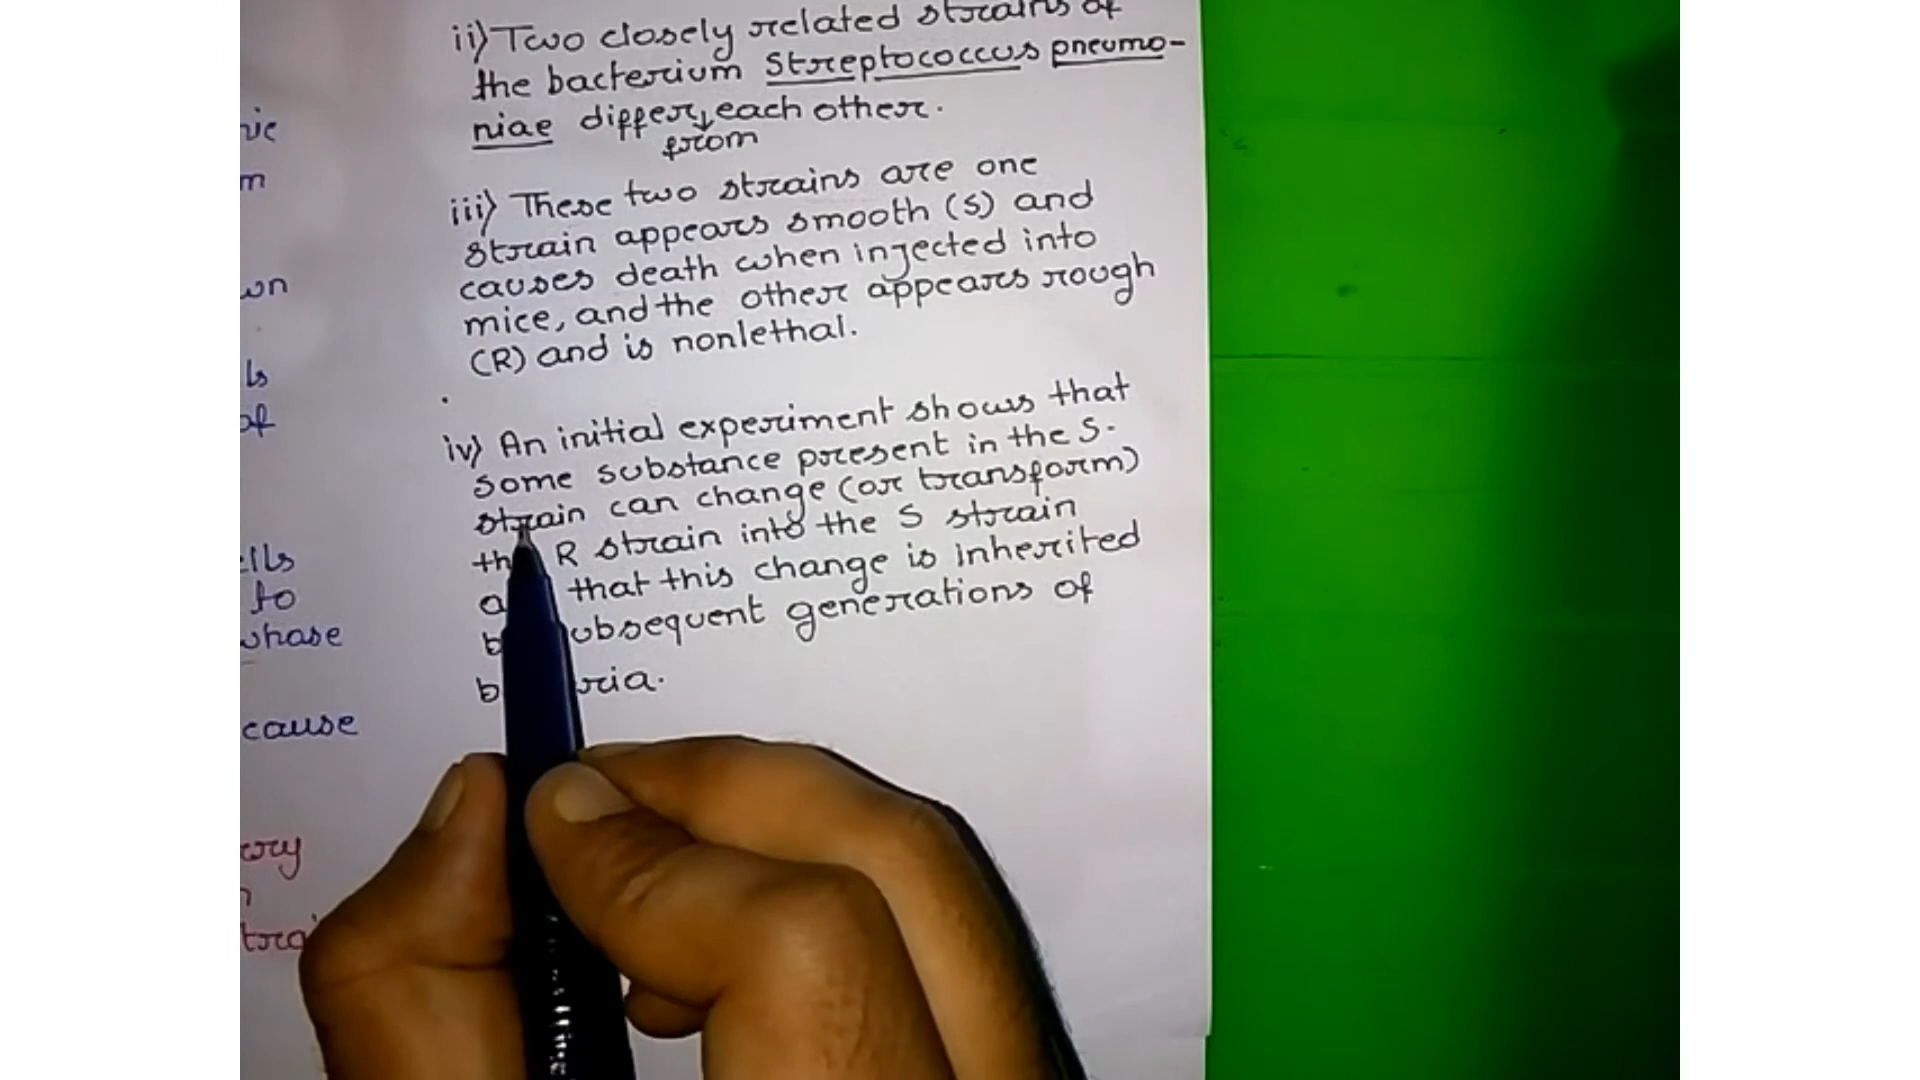 ii) Two closely related strains of
the bacterium Streptococcus pneumo-
niae differ each other.
from
iii) These two strains are one
strain appears smooth (S) and
causes death when injected into
mice, and the other appears rough
(R) and is nonlethal.
iv) An initial experiment shows that
some substance present in the S-
strain can change (or transform)
R strain into the S strain
that this change is inherited
subsequent generations of
cause